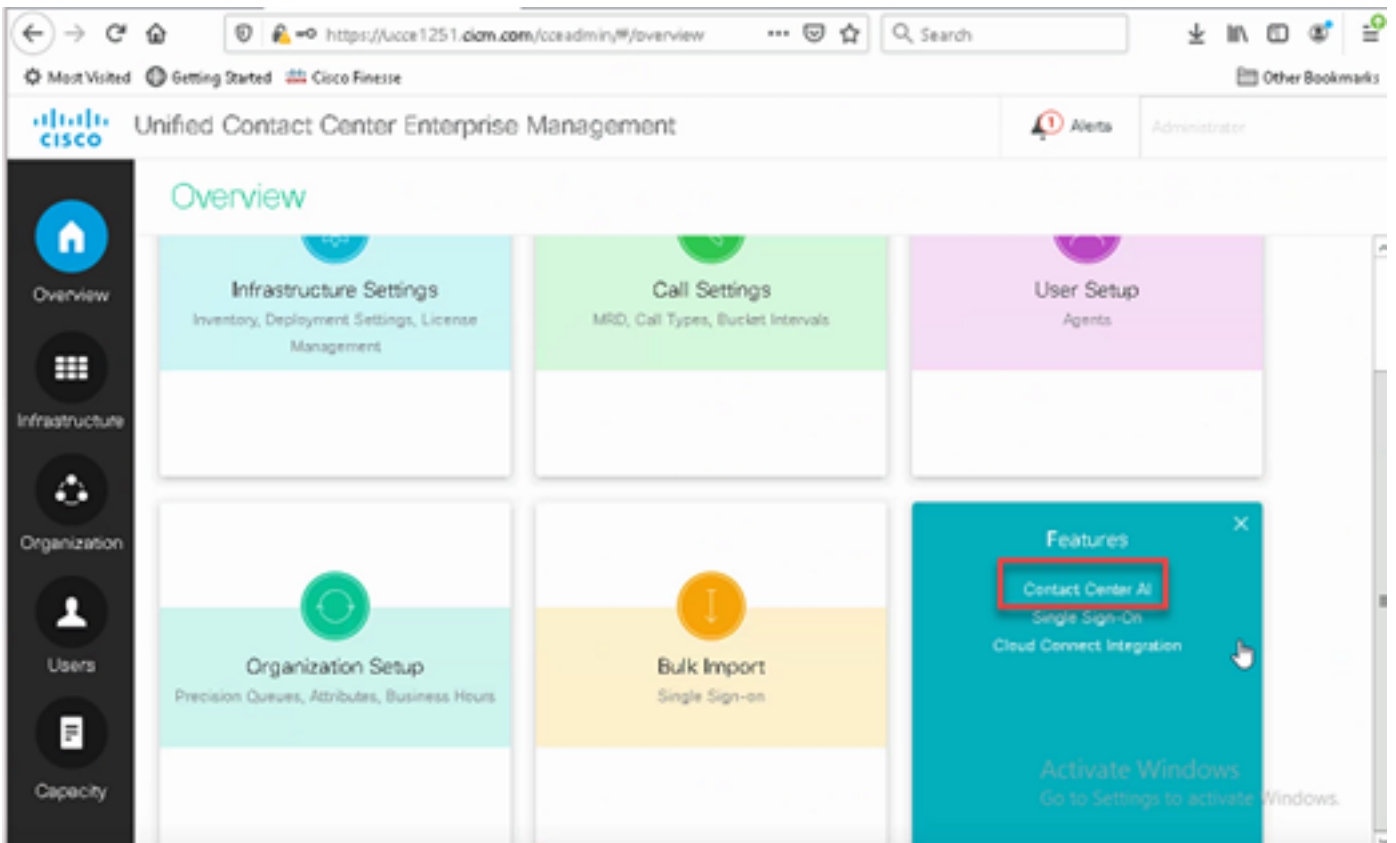 https://ucce1251.cicm.com/cceadmin/#/overview
Search
Most Visited
Getting Started
Cisco Finesse
Other Bookmarks
CISCO
Unified Contact Center Enterprise Management
1
Alerts
Administrator
Overview
Overview
Infrastructure
Organization
Users
Capacity
Infrastructure Settings
Inventory, Deployment Settings, License
Management
Call Settings
MRD, Call Types, Bucket Intervals
User Setup
Agents
Organization Setup
Precision Queues, Attributes, Business Hours
Bulk Import
Single Sign-on
Features
Contact Center AI
Single Sign-On
Cloud Connect Integration
Activate Windows
Go to Settings to activate Windows.